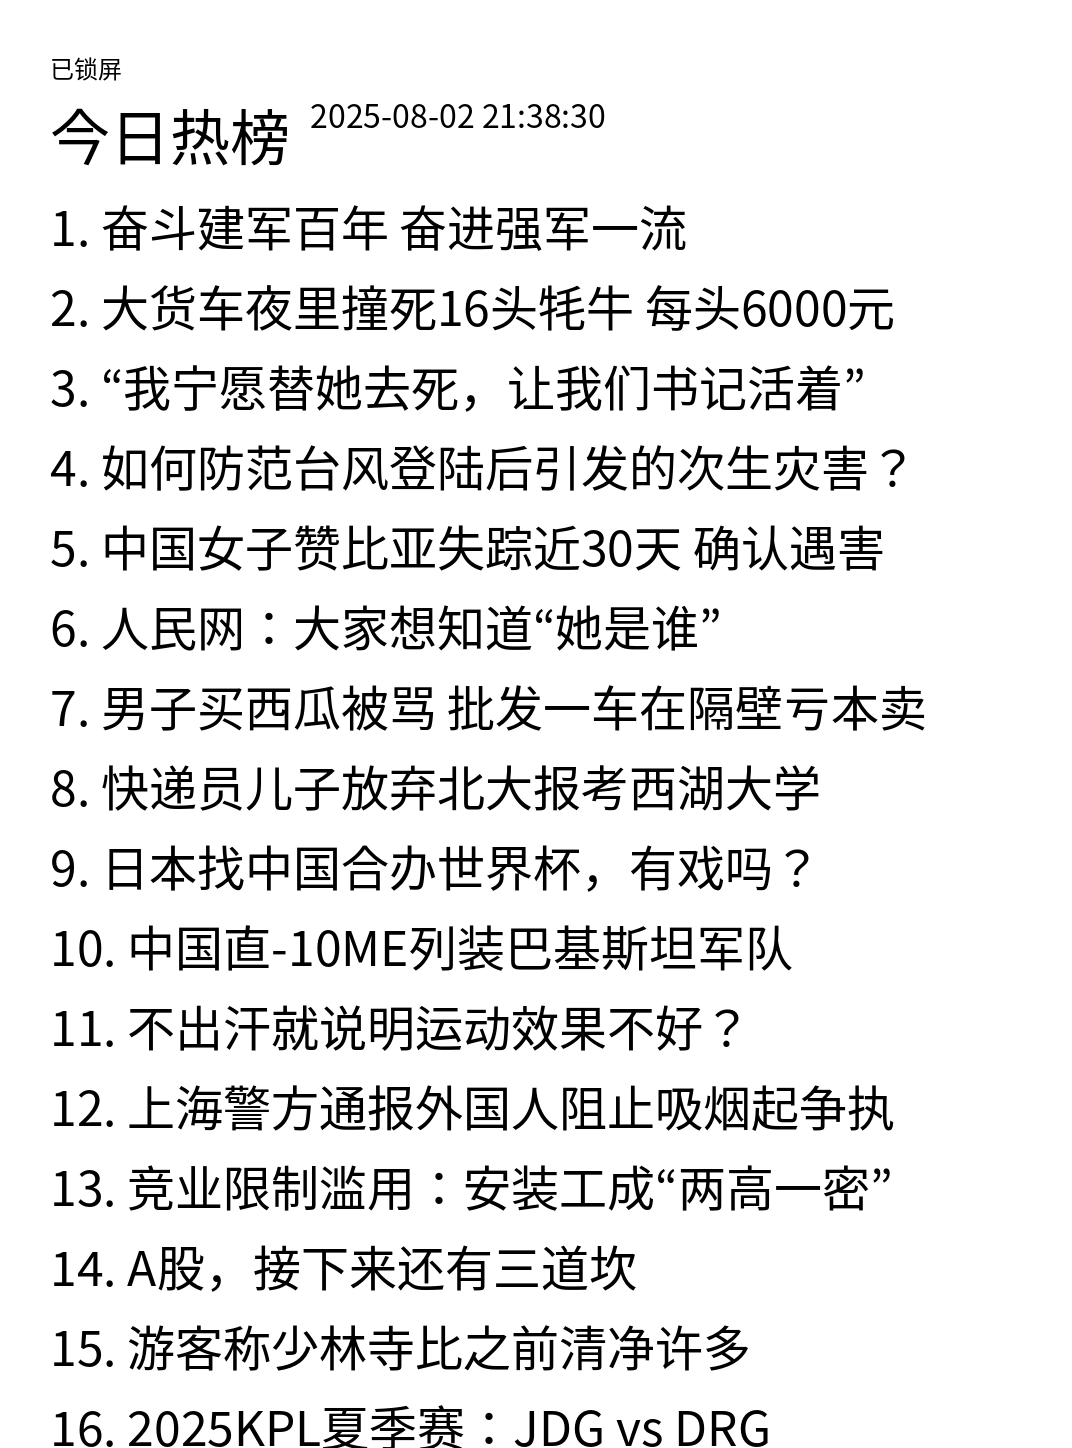 已锁屏
今日热榜 2025-08-02 21:38:30
1. 奋斗建军百年 奋进强军一流
2. 大货车夜里撞死16头牦牛 每头6000元
3. “我宁愿替她去死，让我们书记活着”
4. 如何防范台风登陆后引发的次生灾害？
5. 中国女子赞比亚失踪近30天 确认遇害
6. 人民网：大家想知道“她是谁”
7. 男子买西瓜被骂 批发一车在隔壁亏本卖
8. 快递员儿子放弃北大报考西湖大学
9. 日本找中国合办世界杯，有戏吗？
10. 中国直-10ME列装巴基斯坦军队
11. 不出汗就说明运动效果不好？
12. 上海警方通报外国人阻止吸烟起争执
13. 竞业限制滥用：安装工成“两高一密”
14. A股，接下来还有三道坎
15. 游客称少林寺比之前清净许多
16. 2025KPL夏季赛：JDG vs DRG